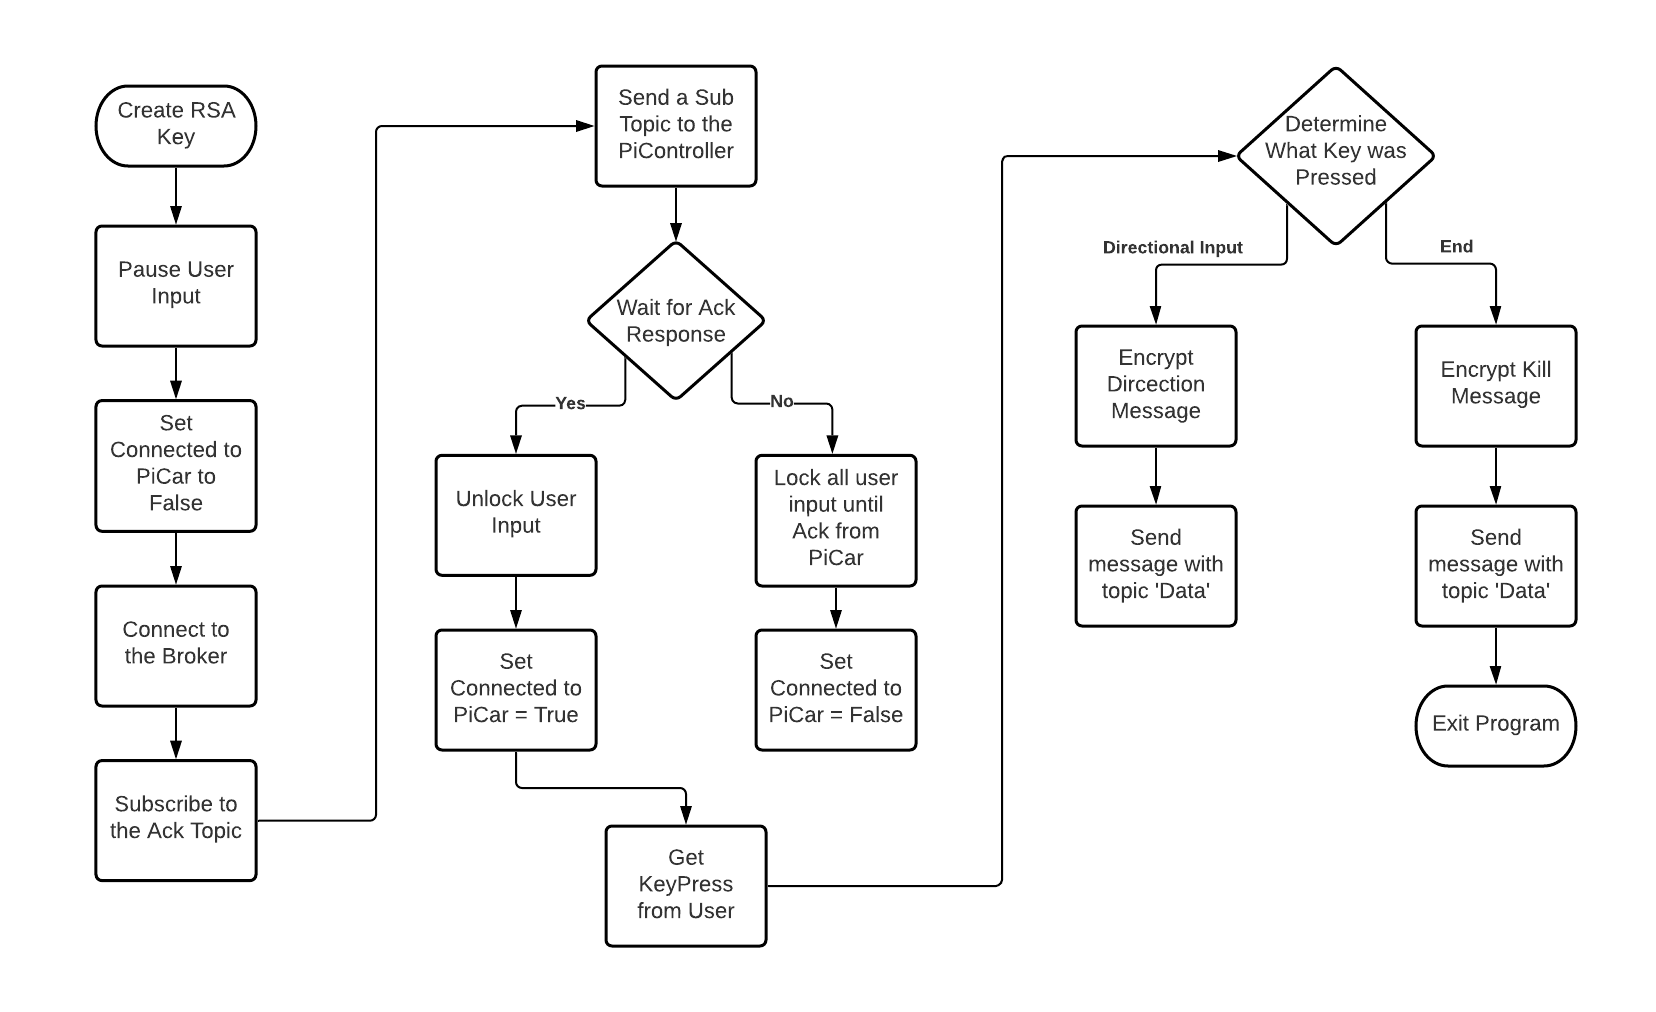 Create RSA
Key
Pause User
Input
Set
Connected to
PiCar to
False
Connect to
the Broker
Subscribe to
the Ack Topic
Send a Sub
Topic to the
PiController
Wait for Ack
Response
Yes
No
Unlock User
Input
Lock all user
input until
Ack from
PiCar
Set
Connected to
PiCar = True
Set
Connected to
PiCar = False
Get
KeyPress
from User
Determine
What Key was
Pressed
Directional Input
End
Encrypt
Dircection
Message
Encrypt Kill
Message
Send
message with
topic 'Data'
Send
message with
topic 'Data'
Exit Program